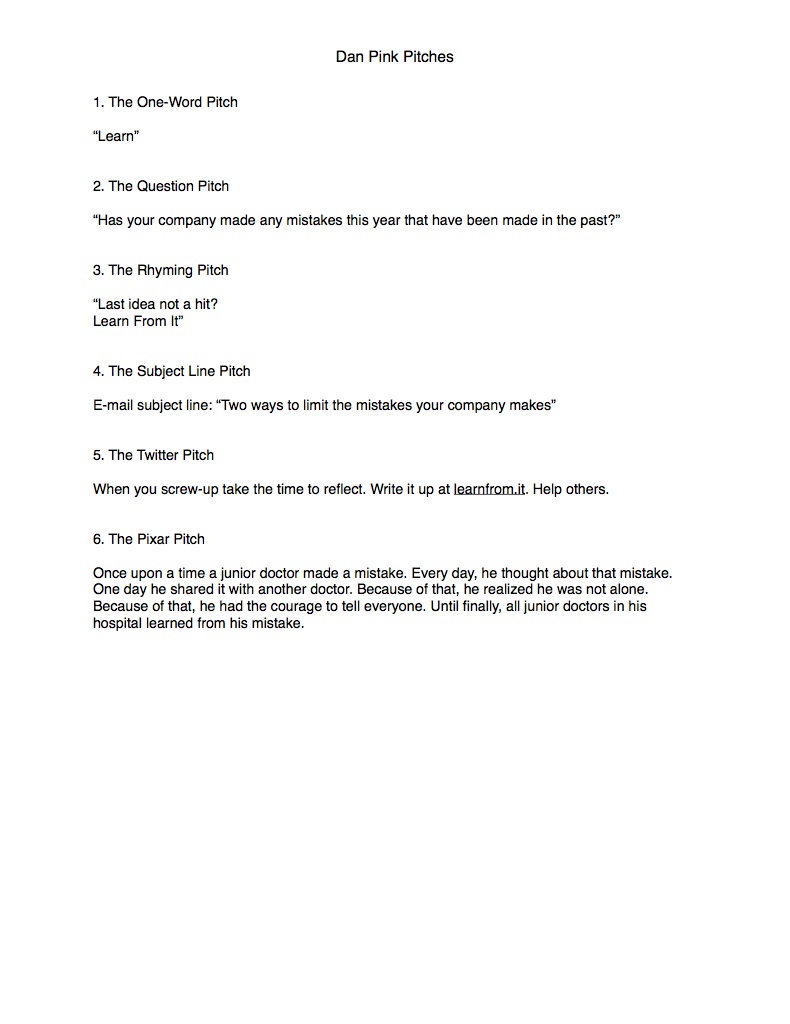 Dan Pink Pitches
1. The One-Word Pitch
“Learn”
2. The Question Pitch
“Has your company made any mistakes this year that have been made in the past?”
3. The Rhyming Pitch
“Last idea not a hit?
Learn From It”
4. The Subject Line Pitch
E-mail subject line: “Two ways to limit the mistakes your company makes”
5. The Twitter Pitch
When you screw-up take the time to reflect. Write it up at learnfrom.it. Help others.
6. The Pixar Pitch
Once upon a time a junior doctor made a mistake. Every day, he thought about that mistake.
One day he shared it with another doctor. Because of that, he realized he was not alone.
Because of that, he had the courage to tell everyone. Until finally, all junior doctors in his
hospital learned from his mistake.